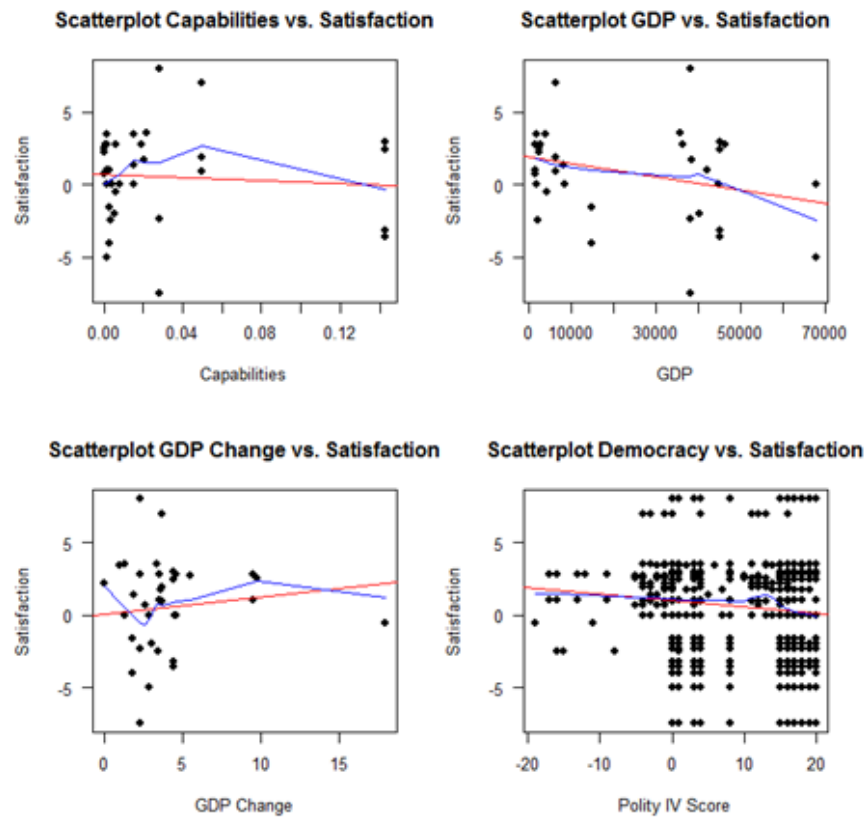 Scatterplot Capabilities vs. Satisfaction
Satisfaction
5
0
-5
0.00 0.04 0.08 0.12
Capabilities
Scatterplot GDP vs. Satisfaction
Satisfaction
5
0
-5
0 10000 30000 50000 70000
GDP
Scatterplot GDP Change vs. Satisfaction
Satisfaction
5
0
-5
0 5 10 15
GDP Change
Scatterplot Democracy vs. Satisfaction
Satisfaction
5
0
-5
-20 -10 0 10 20
Polity IV Score